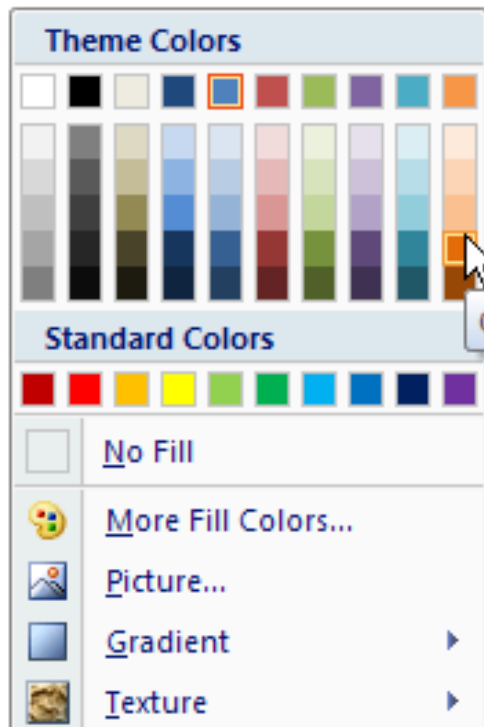 Theme Colors
Standard Colors
No Fill
More Fill Colors...
Picture...
Gradient
Texture